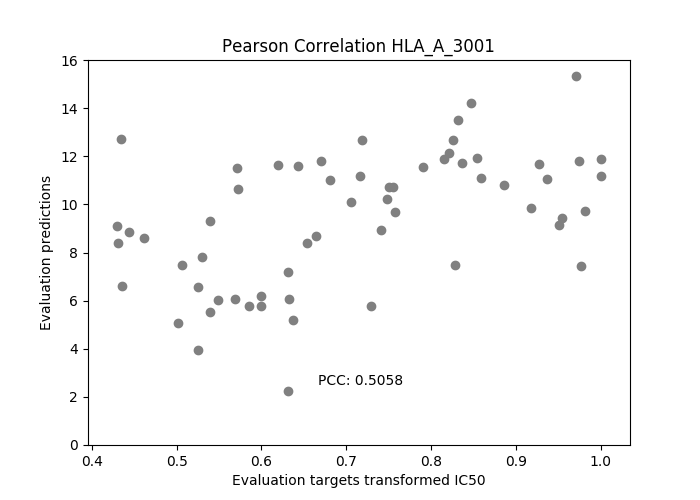 Pearson Correlation HLA_A_3001
16
14
12
10
8
6
4
2
0
Evaluation predictions
PCC: 0.5058
0.4 0.5 0.6 0.7 0.8 0.9 1.0
Evaluation targets transformed IC50